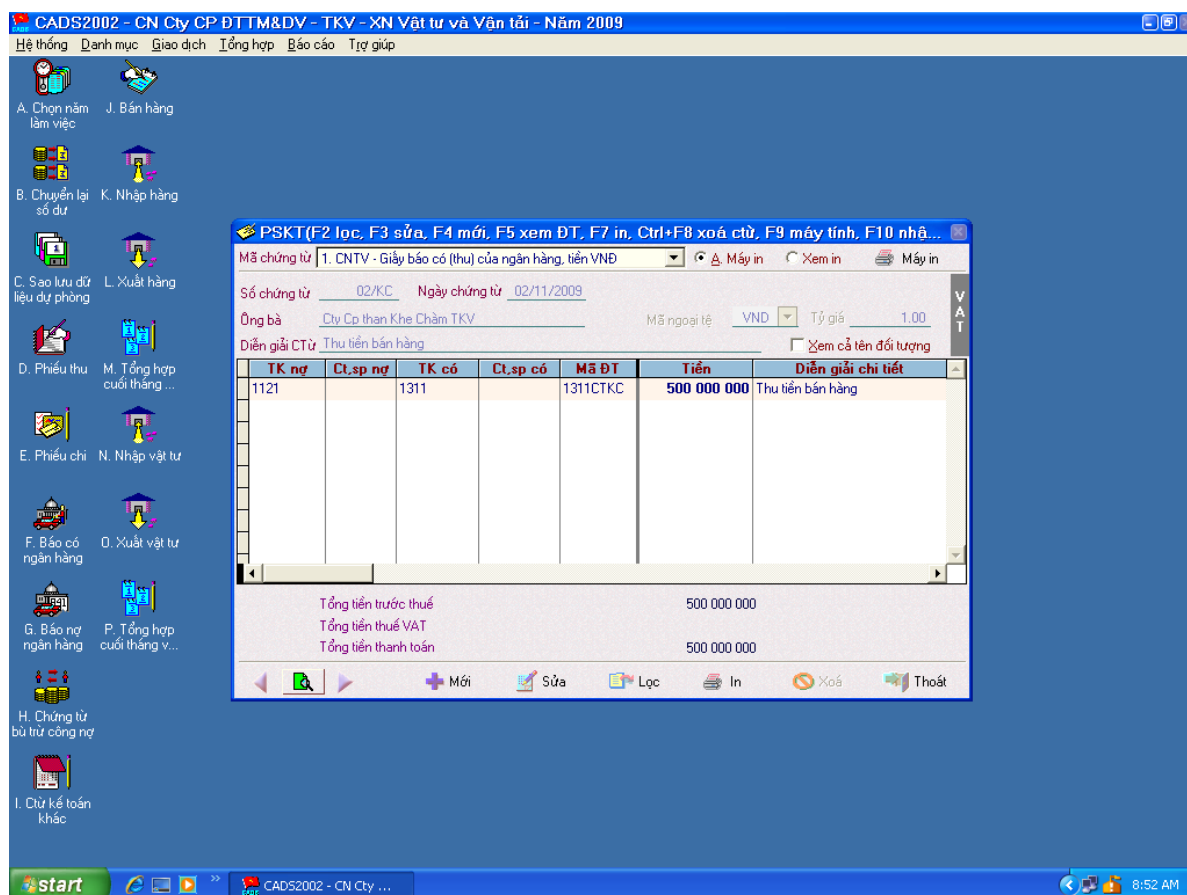 CADS2002 - CN Cty CP ĐTTM&DV - TKV - XN Vật tư và Vận tải - Năm 2009
Hệ thống Danh mục Giao dịch Tổng hợp Báo cáo Trợ giúp
A. Chọn năm làm việc
J. Bán hàng
B. Chuyển lại số dư
K. Nhập hàng
C. Sao lưu dữ liệu dự phòng
L. Xuất hàng
D. Phiếu thu
M. Tổng hợp cuối tháng ...
E. Phiếu chi
N. Nhập vật tư
F. Báo có ngân hàng
O. Xuất vật tư
G. Báo nợ ngân hàng
P. Tổng hợp cuối tháng v...
H. Chứng từ bù trừ công nợ
I. Ctừ kế toán khác
PSKT(F2 lọc, F3 sửa, F4 mới, F5 xem ĐT, F7 in, Ctrl+F8 xoá ctừ, F9 máy tính, F10 nhậ...
Mã chứng từ 1. CNTV - Giấy báo có (thu) của ngân hàng, tiền VNĐ A. Máy in Xem in Máy in
Số chứng từ 02/KC Ngày chứng từ 02/11/2009
Ông bà Cty Cp than Khe Chàm TKV Mã ngoại tệ VND Tỷ giá 1.00
Diễn giải CTừ Thu tiền bán hàng Xem cả tên đối tượng
VAT
TK nợ Ct,sp nợ TK có Ct,sp có Mã ĐT Tiền Diễn giải chi tiết
1121 1311 1311CTKC 500 000 000 Thu tiền bán hàng
Tổng tiền trước thuế 500 000 000
Tổng tiền thuế VAT
Tổng tiền thanh toán 500 000 000
Mới Sửa Lọc In Xoá Thoát
start CADS2002 - CN Cty ... 8:52 AM